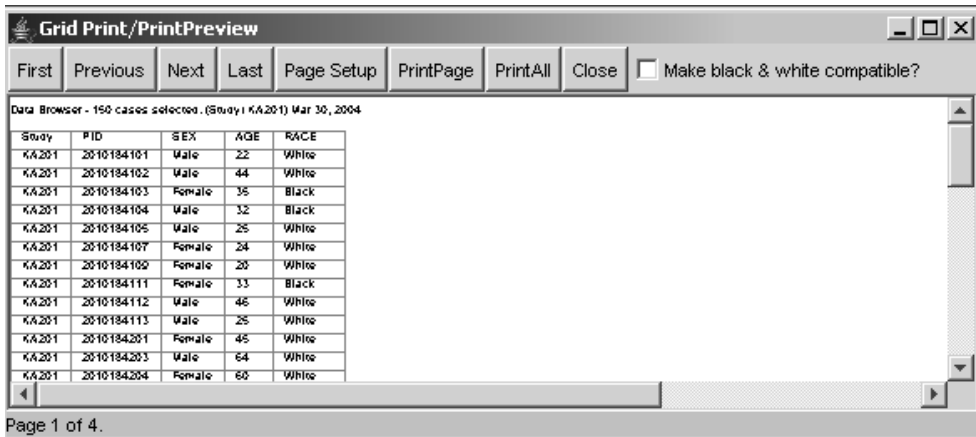 Grid Print/PrintPreview
First Previous Next Last Page Setup PrintPage PrintAll Close Make black & white compatible?
Data Browser - 150 cases selected. (Study: KA201) Mar 30, 2004
Study PID SEX AGE RACE
KA201 2010184101 Male 22 White
KA201 2010184102 Male 44 White
KA201 2010184103 Female Black
KA201 2010184104 Male 32 Black
KA201 2010184105 Male White
KA201 2010184107 Female 24 White
KA201 2010184109 Female White
KA201 2010184111 Female 33 Black
KA201 2010184112 Male 46 White
KA201 2010184113 Male White
KA201 2010184201 Female 45 White
KA201 2010184203 Male 64 White
KA201 2010184204 Female 60 White
Page 1 of 4.